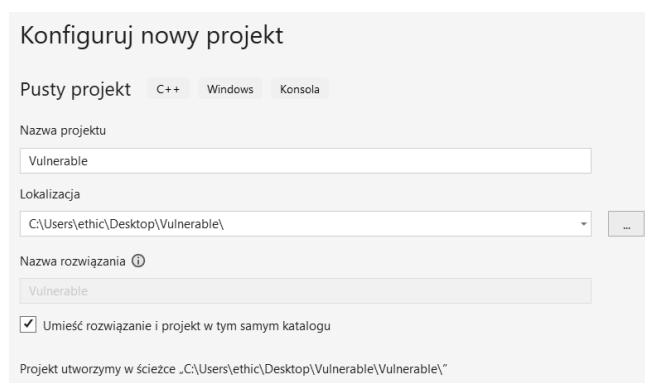 Konfiguruj nowy projekt
Pusty projekt C++ Windows Konsola
Nazwa projektu
Vulnerable
Lokalizacja
C:\Users\ethic\Desktop\Vulnerable\
...
Nazwa rozwiązania
Vulnerable
Umieść rozwiązanie i projekt w tym samym katalogu
Projekt utworzymy w ścieżce „C:\Users\ethic\Desktop\Vulnerable\Vulnerable\”